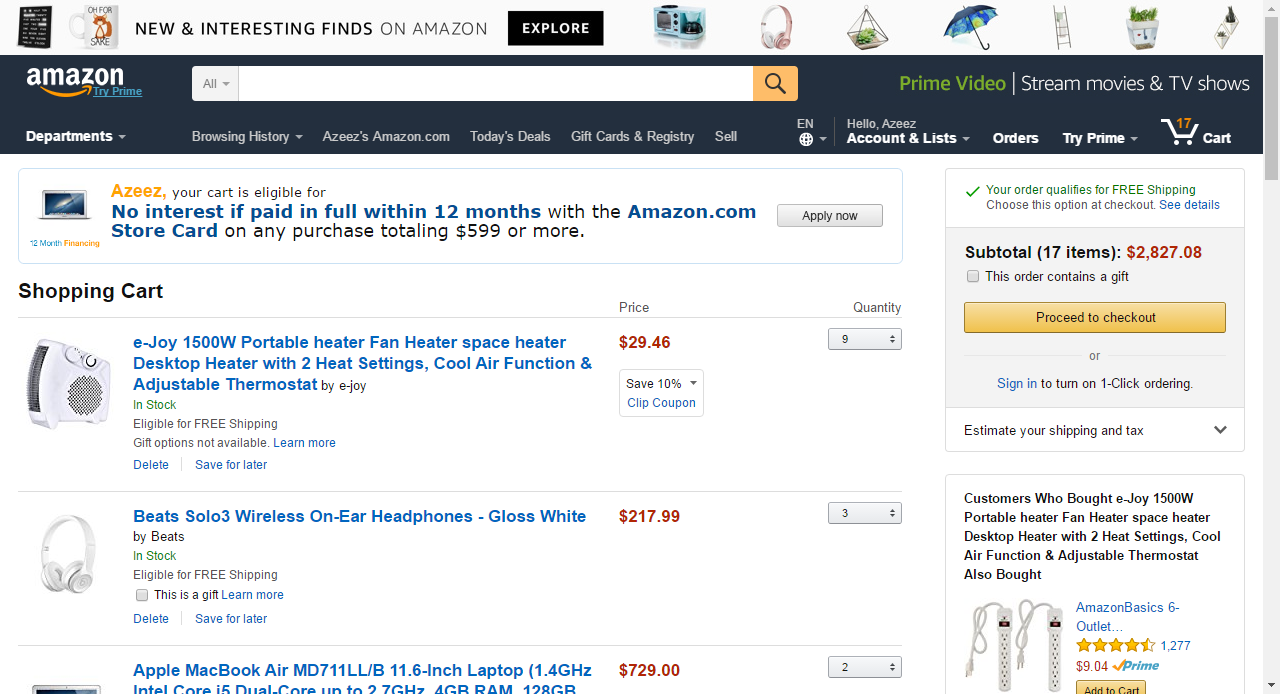 OH FOR
SAKE
NEW & INTERESTING FINDS ON AMAZON EXPLORE
amazon
Try Prime
All
Prime Video | Stream movies & TV shows
Departments
Browsing History
Azeez's Amazon.com
Today's Deals
Gift Cards & Registry
Sell
EN
Hello, Azeez
Account & Lists
Orders
Try Prime
17
Cart
Azeez, your cart is eligible for
No interest if paid in full within 12 months with the Amazon.com
Store Card on any purchase totaling $599 or more.
12 Month Financing
Apply now
Shopping Cart
Price
Quantity
e-Joy 1500W Portable heater Fan Heater space heater
Desktop Heater with 2 Heat Settings, Cool Air Function &
Adjustable Thermostat by e-joy
In Stock
Eligible for FREE Shipping
Gift options not available. Learn more
Delete
Save for later
$29.46
Save 10%
Clip Coupon
9
Beats Solo3 Wireless On-Ear Headphones - Gloss White
by Beats
In Stock
Eligible for FREE Shipping
This is a gift Learn more
Delete
Save for later
$217.99
3
Apple MacBook Air MD711LL/B 11.6-Inch Laptop (1.4GHz
Intel Core i5 Dual-Core up to 2.7GHz, 4GB RAM, 128GB
$729.00
2
Your order qualifies for FREE Shipping
Choose this option at checkout. See details
Subtotal (17 items): $2,827.08
This order contains a gift
Proceed to checkout
or
Sign in to turn on 1-Click ordering.
Estimate your shipping and tax
Customers Who Bought e-Joy 1500W
Portable heater Fan Heater space heater
Desktop Heater with 2 Heat Settings, Cool
Air Function & Adjustable Thermostat
Also Bought
AmazonBasics 6-
Outlet…
1,277
$9.04 Prime
Add to Cart